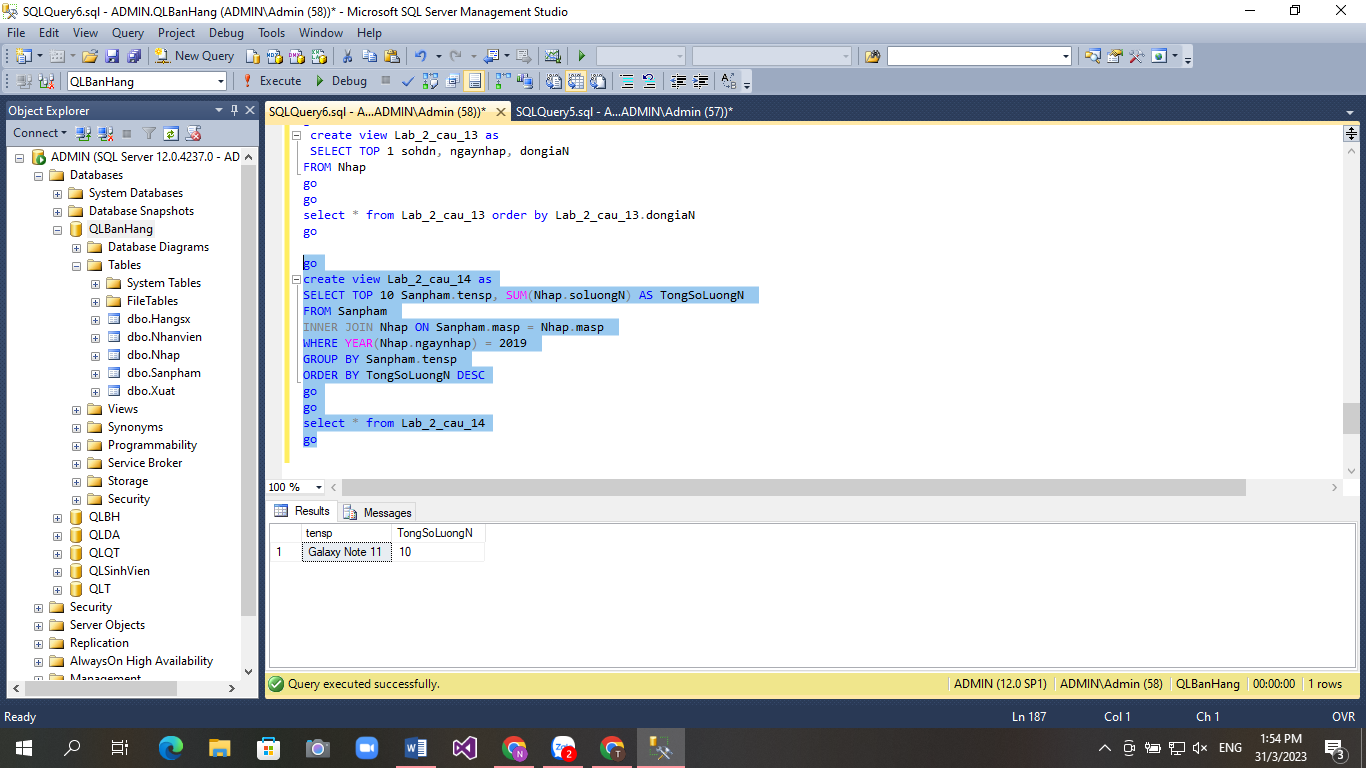 SQLQuery6.sql - ADMIN.QLBanHang (ADMIN\Admin (58))* - Microsoft SQL Server Management Studio
File Edit View Query Project Debug Tools Window Help
New Query
QLBanHang Execute Debug
Object Explorer
SQLQuery6.sql - A...ADMIN\Admin (58))* SQLQuery5.sql - A...ADMIN\Admin (57))*
Connect
ADMIN (SQL Server 12.0.4237.0 - AD
Databases
System Databases
Database Snapshots
QLBanHang
Database Diagrams
Tables
System Tables
FileTables
dbo.Hangsx
dbo.Nhanvien
dbo.Nhap
dbo.Sanpham
dbo.Xuat
Views
Synonyms
Programmability
Service Broker
Storage
Security
QLBH
QLDA
QLQT
QLSinhVien
QLT
Security
Server Objects
Replication
AlwaysOn High Availability
Management
create view Lab_2_cau_13 as
SELECT TOP 1 sohdn, ngaynhap, dongiaN
FROM Nhap
go
go
select * from Lab_2_cau_13 order by Lab_2_cau_13.dongiaN
go
go
create view Lab_2_cau_14 as
SELECT TOP 10 Sanpham.tensp, SUM(Nhap.soluongN) AS TongSoLuongN
FROM Sanpham
INNER JOIN Nhap ON Sanpham.masp = Nhap.masp
WHERE YEAR(Nhap.ngaynhap) = 2019
GROUP BY Sanpham.tensp
ORDER BY TongSoLuongN DESC
go
go
select * from Lab_2_cau_14
go
100 %
Results Messages
tensp TongSoLuongN
1 Galaxy Note 11 10
Query executed successfully. ADMIN (12.0 SP1) ADMIN\Admin (58) QLBanHang 00:00:00 1 rows
Ready Ln 187 Col 1 Ch 1 OVR
ENG
1:54 PM
31/3/2023